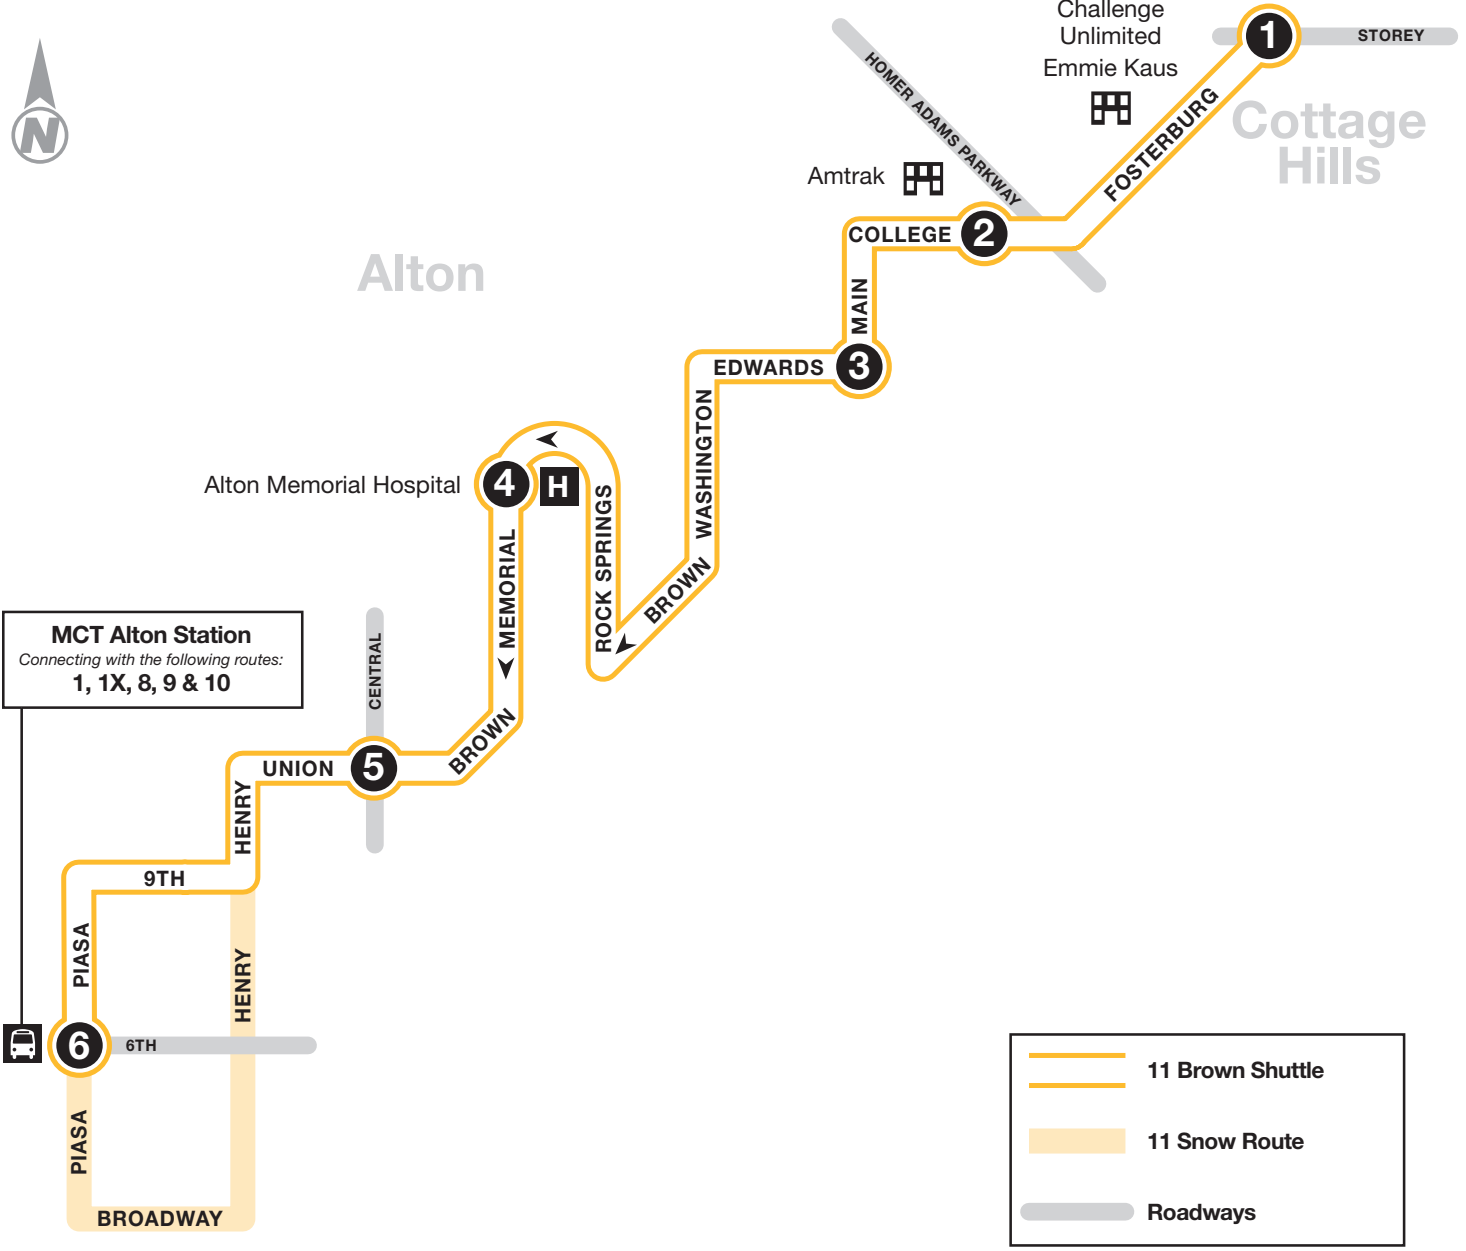 Challenge
Unlimited
Emmie Kaus
1
STOREY
N
HOMER ADAMS PARKWAY
FOSTERBURG
Cottage
Hills
Amtrak
COLLEGE
2
Alton
MAIN
EDWARDS
3
WASHINGTON
Alton Memorial Hospital
4
H
ROCK SPRINGS
MEMORIAL
BROWN
MCT Alton Station
Connecting with the following routes:
1, 1X, 8, 9 & 10
CENTRAL
BROWN
UNION
5
HENRY
9TH
PIASA
HENRY
6
6TH
PIASA
BROADWAY
11 Brown Shuttle
11 Snow Route
Roadways